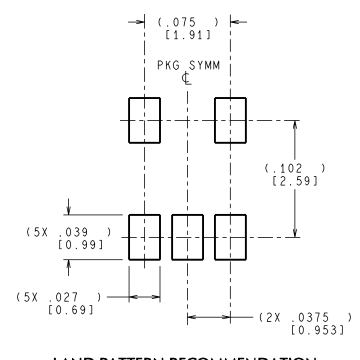 (.075 )
[1.91]
PKG SYMM
℄
(.102 )
[2.59]
(5X .039 )
[0.99]
(5X .027 )
[0.69]
(2X .0375 )
[0.953]
LAND PATTERN RECOMMENDATION